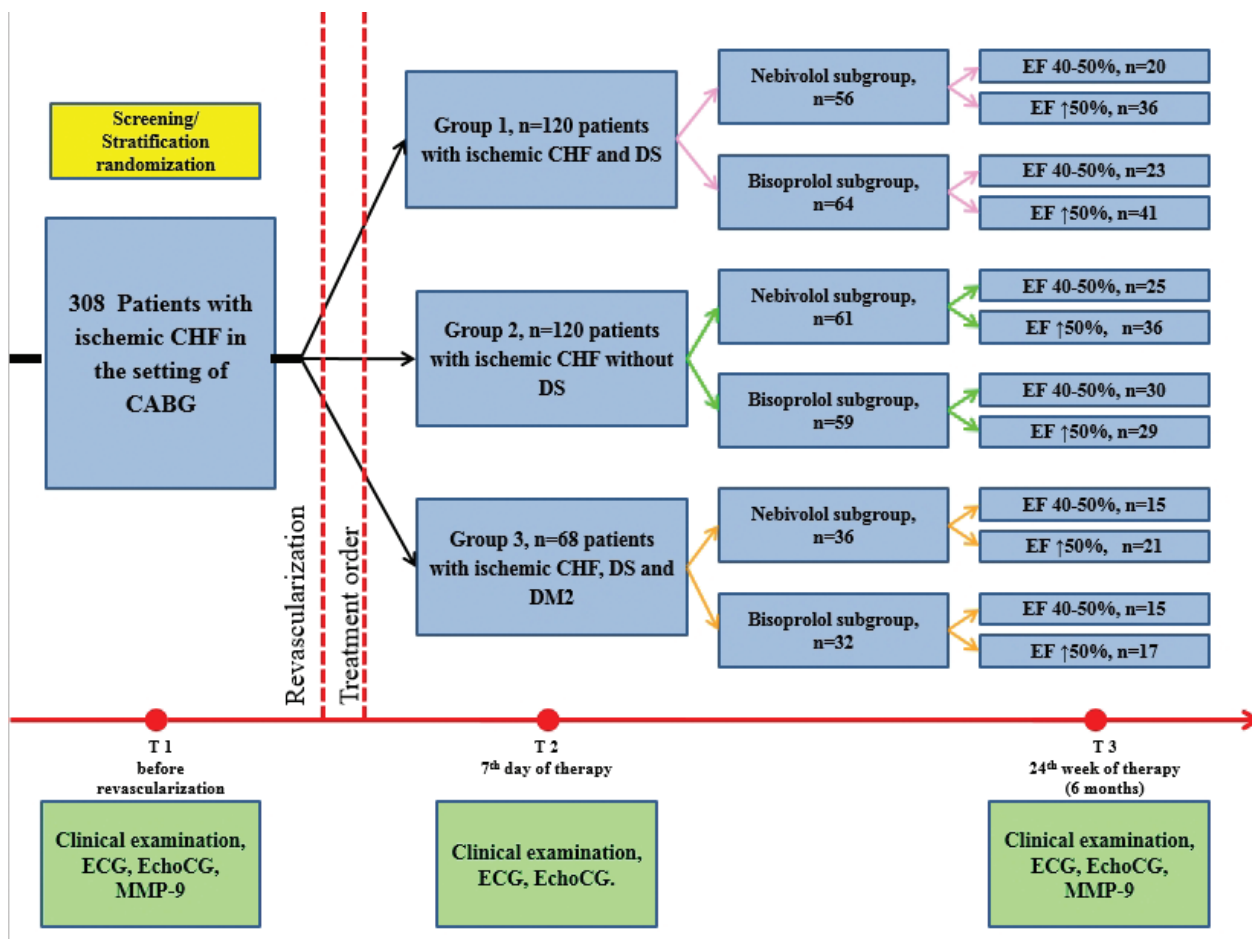 Screening/
Stratification
randomization
308 Patients with
ischemic CHF in
the setting of
CABG
Revascularization
Treatment order
Group 1, n=120 patients
with ischemic CHF and DS
Nebivolol subgroup,
n=56
EF 40-50%, n=20
EF ↑50%, n=36
Bisoprolol subgroup,
n=64
EF 40-50%, n=23
EF ↑50%, n=41
Group 2, n=120 patients
with ischemic CHF without
DS
Nebivolol subgroup,
n=61
EF 40-50%, n=25
EF ↑50%, n=36
Bisoprolol subgroup,
n=59
EF 40-50%, n=30
EF ↑50%, n=29
Group 3, n=68 patients
with ischemic CHF, DS and
DM2
Nebivolol subgroup,
n=36
EF 40-50%, n=15
EF ↑50%, n=21
Bisoprolol subgroup,
n=32
EF 40-50%, n=15
EF ↑50%, n=17
T 1
before
revascularization
Clinical examination,
ECG, EchoCG,
MMP-9
T 2
7th day of therapy
Clinical examination,
ECG, EchoCG.
T 3
24th week of therapy
(6 months)
Clinical examination,
ECG, EchoCG,
MMP-9